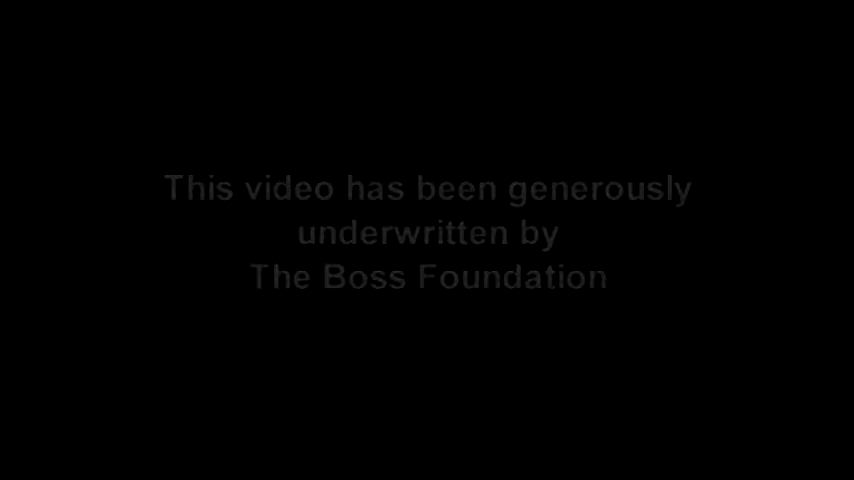 This video has been generously
underwritten by
The Boss Foundation